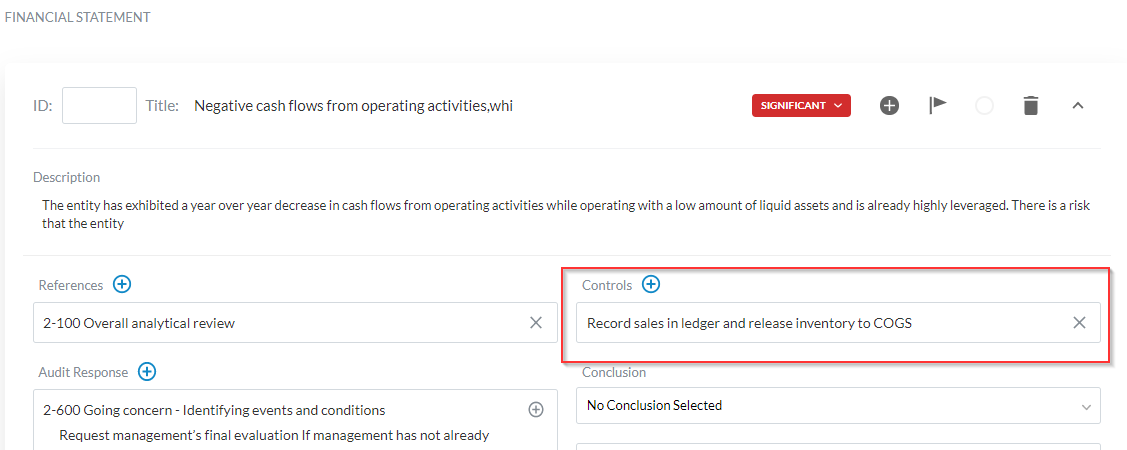 FINANCIAL STATEMENT
ID: Title: Negative cash flows from operating activities,whi SIGNIFICANT
Description
The entity has exhibited a year over year decrease in cash flows from operating activities while operating with a low amount of liquid assets and is already highly leveraged. There is a risk
that the entity
References
2-100 Overall analytical review
Controls
Record sales in ledger and release inventory to COGS
Audit Response
2-600 Going concern - Identifying events and conditions
Request management's final evaluation If management has not already
Conclusion
No Conclusion Selected